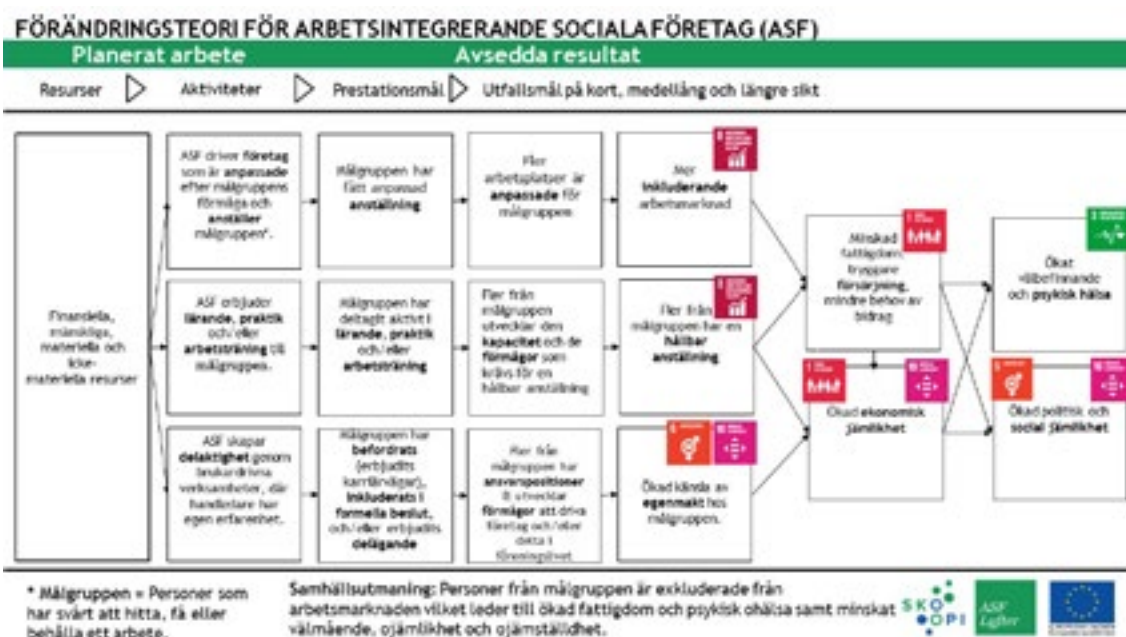 FÖRÄNDRINGSTEORI FÖR ARBETSINTEGRERANDE SOCIALA FÖRETAG (ASF)
Planerat arbete
Avsedda resultat
Resurser
Aktiviteter
Prestationsmål
Utfallsmål på kort, medellång och längre sikt
Finansiella,
mänskliga,
materiella och
icke-
materiella resurser
ASF driver företag
som är anpassade
efter målgruppens
förmåga och
anställer
målgruppen*.
Målgruppen har
fått anpassad
anställning
Fler
arbetsplatser är
anpassade för
målgruppen
Mer
inkluderande
arbetsmarknad
ASF erbjuder
lärande, praktik
och/eller
arbetsträning till
målgruppen.
Målgruppen har
deltagit aktivt i
lärande, praktik
och/eller
arbetsträning
Fler från
målgruppen
utvecklar den
kapacitet och de
förmågor som
krävs för en
hållbar anställning
Fler från
målgruppen har en
hållbar
anställning
ASF skapar
delaktighet genom
brukardrivna
verksamheter, där
handledare har
egen erfarenhet.
Målgruppen har
befordrats
(erbjudits
karriärvägar),
inkluderats i
formella beslut,
och/eller erbjudits
delägande
Fler från
målgruppen har
ansvarspositioner
& utvecklar
förmågor att driva
företag och/eller
delta i
föreningslivet
Ökad känsla av
egenmakt hos
målgruppen.
Minskad
fattigdom,
tryggare
försörjning,
mindre behov av
bidrag
Ökad ekonomisk
jämlikhet
Ökat
välbefinnande
och psykisk hälsa
Ökad politisk och
social jämlikhet
* Målgruppen = Personer som
har svårt att hitta, få eller
behålla ett arbete.
Samhällsutmaning: Personer från målgruppen är exkluderade från
arbetsmarknaden vilket leder till ökad fattigdom och psykisk ohälsa samt minskat
välmående, ojämlikhet och ojämställdhet.
SKOOPI
ASF
Lyfter